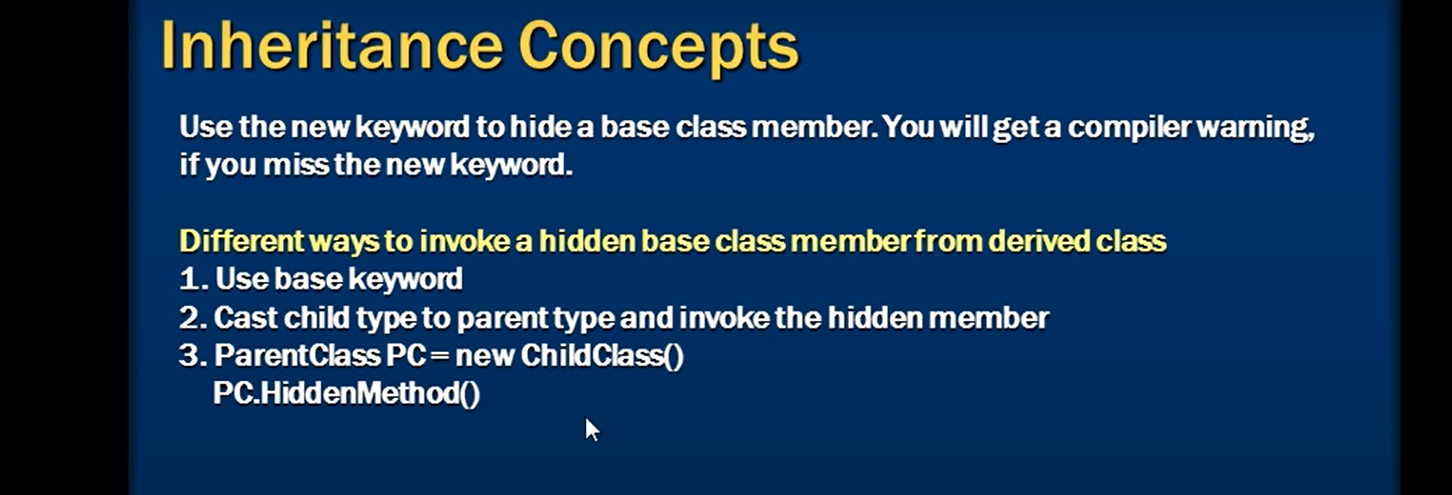 Inheritance Concepts
Use the new keyword to hide a base class member. You will get a compiler warning,
if you miss the new keyword.
Different ways to invoke a hidden base class member from derived class
1. Use base keyword
2. Cast child type to parent type and invoke the hidden member
3. ParentClass PC = new ChildClass()
PC.HiddenMethod()